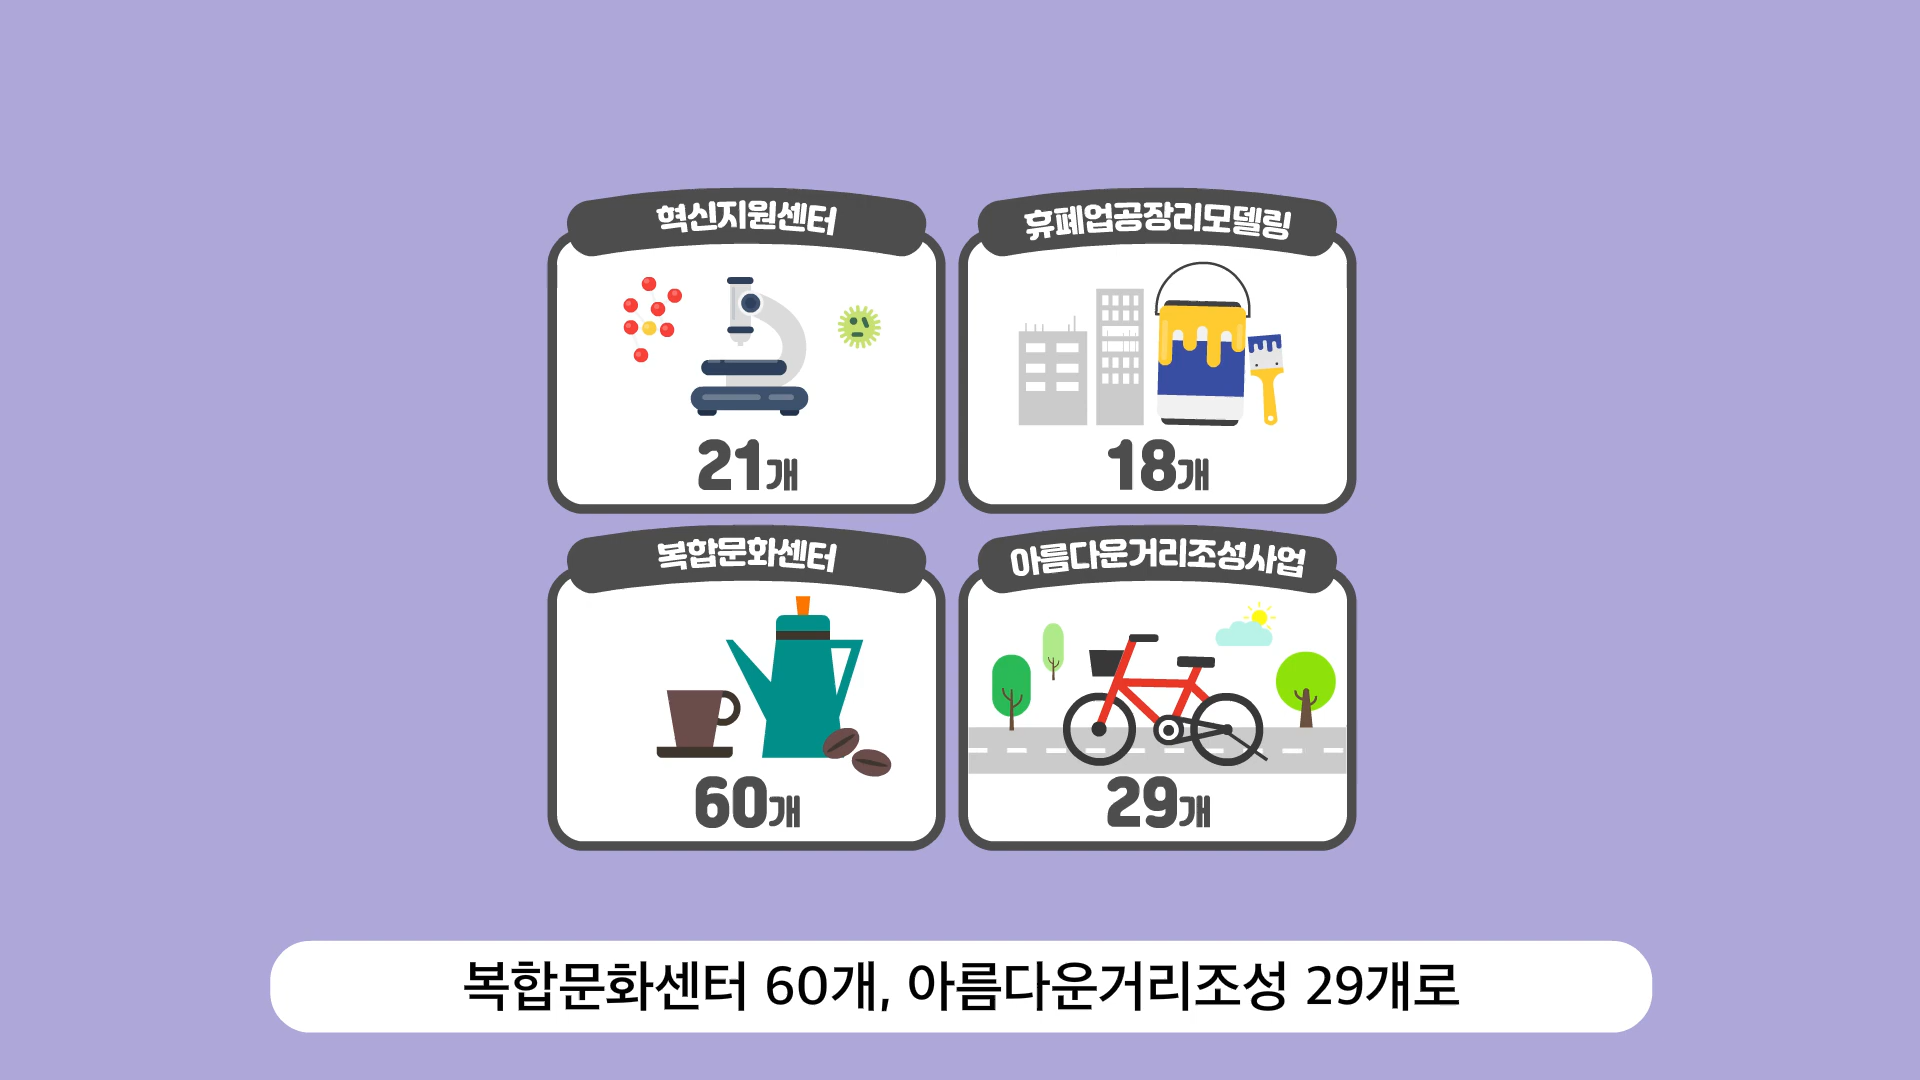 혁신지원센터
21개
휴폐업공장리모델링
18개
복합문화센터
60개
아름다운거리조성사업
29개
복합문화센터 60개, 아름다운거리조성 29개로